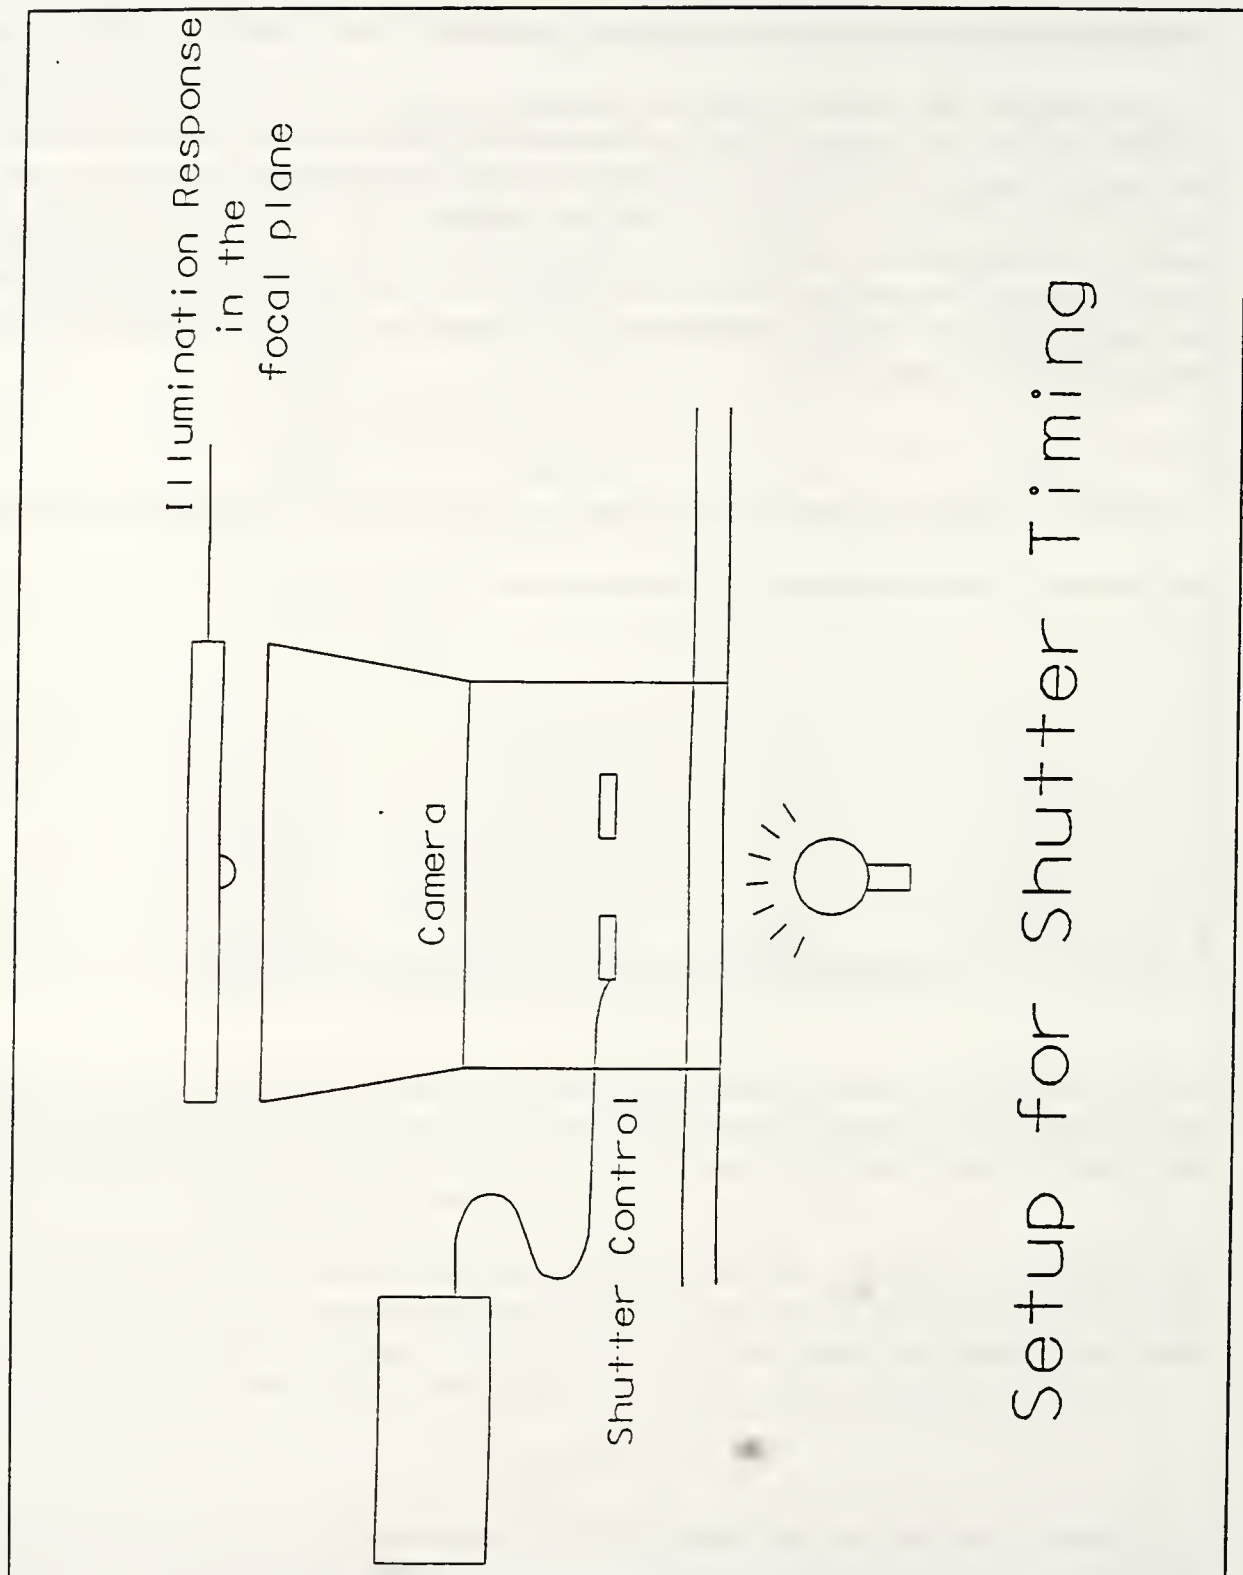 Illumination Response
in the
focal plane
Camera
Shutter Control
Setup for Shutter Timing